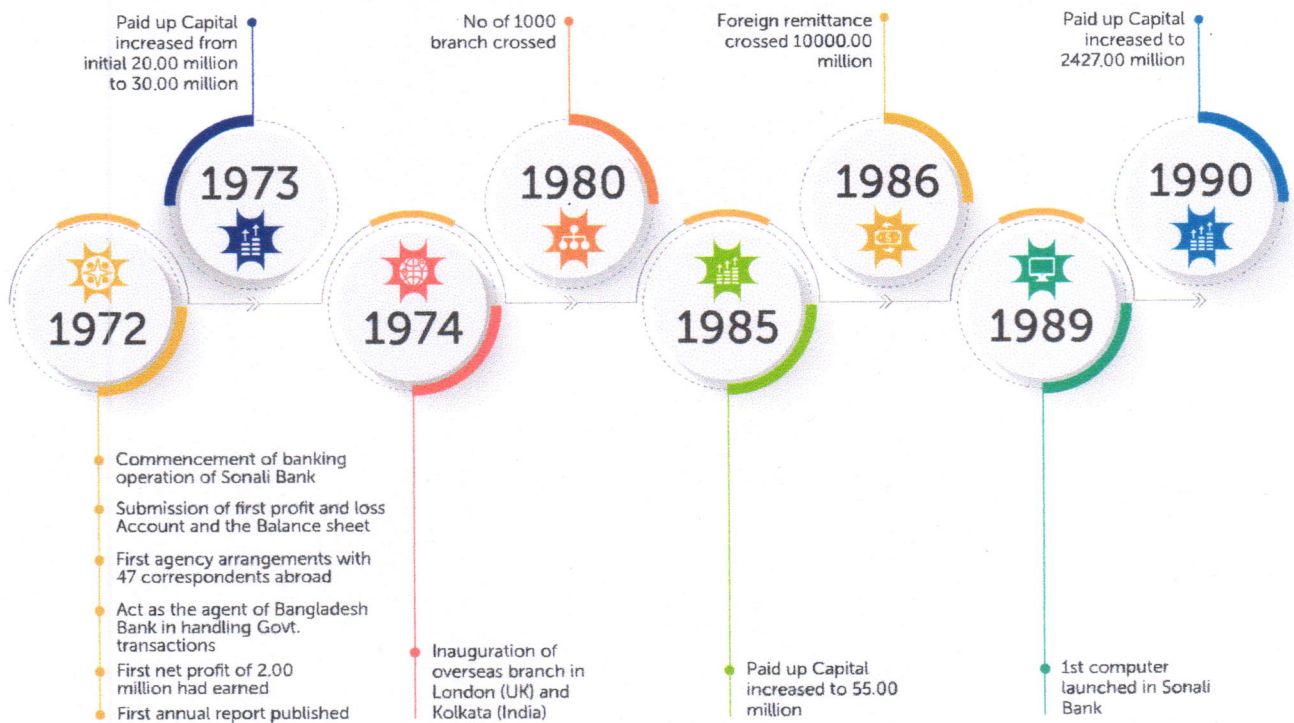 Paid up Capital
increased from
initial 20.00 million
to 30.00 million
No of 1000
branch crossed
Foreign remittance
crossed 10000.00
million
Paid up Capital
increased to
2427.00 million
1973
1980
1986
1990
1972
1974
1985
1989
Commencement of banking
operation of Sonali Bank
Submission of first profit and loss
Account and the Balance sheet
First agency arrangements with
47 correspondents abroad
Act as the agent of Bangladesh
Bank in handling Govt.
transactions
First net profit of 2.00
million had earned
First annual report published
Inauguration of
overseas branch in
London (UK) and
Kolkata (India)
Paid up Capital
increased to 55.00
million
1st computer
launched in Sonali
Bank